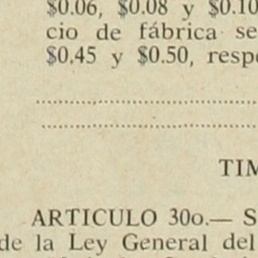 $0.06, $0.08 y $0.10
cio de fábrica se
$0.45 y $0.50, resp
TIM
ARTICULO 30o.— S
de la Ley General del